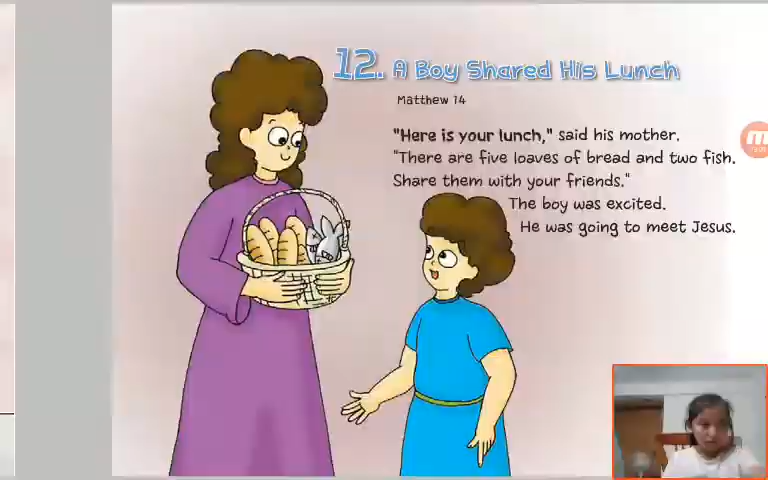 12. A Boy Shared His Lunch
Matthew 14
"Here is your lunch," said his mother.
"There are five loaves of bread and two fish.
Share them with your friends."
The boy was excited.
He was going to meet Jesus.